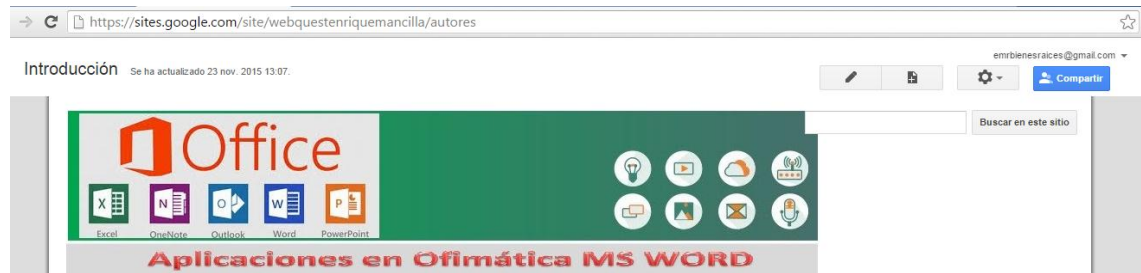 https://sites.google.com/site/webquestenriquemancilla/autores
emrbienesraices@gmail.com
Introducción Se ha actualizado 23 nov. 2015 13:07.
Compartir
Buscar en este sitio
Office
Excel OneNote Outlook Word PowerPoint
Aplicaciones en Ofimática MS WORD